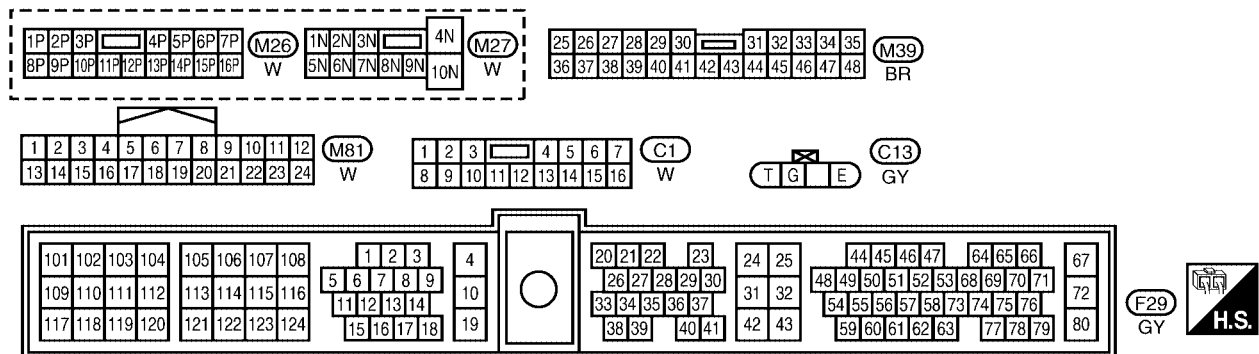 1P 2P 3P 4P 5P 6P 7P
8P 9P 10P 11P 12P 13P 14P 15P 16P
M26
W
1N 2N 3N 4N
5N 6N 7N 8N 9N 10N
M27
W
25 26 27 28 29 30 31 32 33 34 35
36 37 38 39 40 41 42 43 44 45 46 47 48
M39
BR
1 2 3 4 5 6 7 8 9 10 11 12
13 14 15 16 17 18 19 20 21 22 23 24
M81
W
1 2 3 4 5 6 7
8 9 10 11 12 13 14 15 16
C1
W
T G E
C13
GY
101 102 103 104 105 106 107 108
109 110 111 112 113 114 115 116
117 118 119 120 121 122 123 124
1 2 3 4
5 6 7 8 9 10
11 12 13 14
15 16 17 18 19
20 21 22 23 24 25
26 27 28 29 30 31 32
33 34 35 36 37
38 39 40 41 42 43
44 45 46 47 64 65 66 67
48 49 50 51 52 53 68 69 70 71 72
54 55 56 57 58 73 74 75 76
59 60 61 62 63 77 78 79 80
F29
GY
H.S.